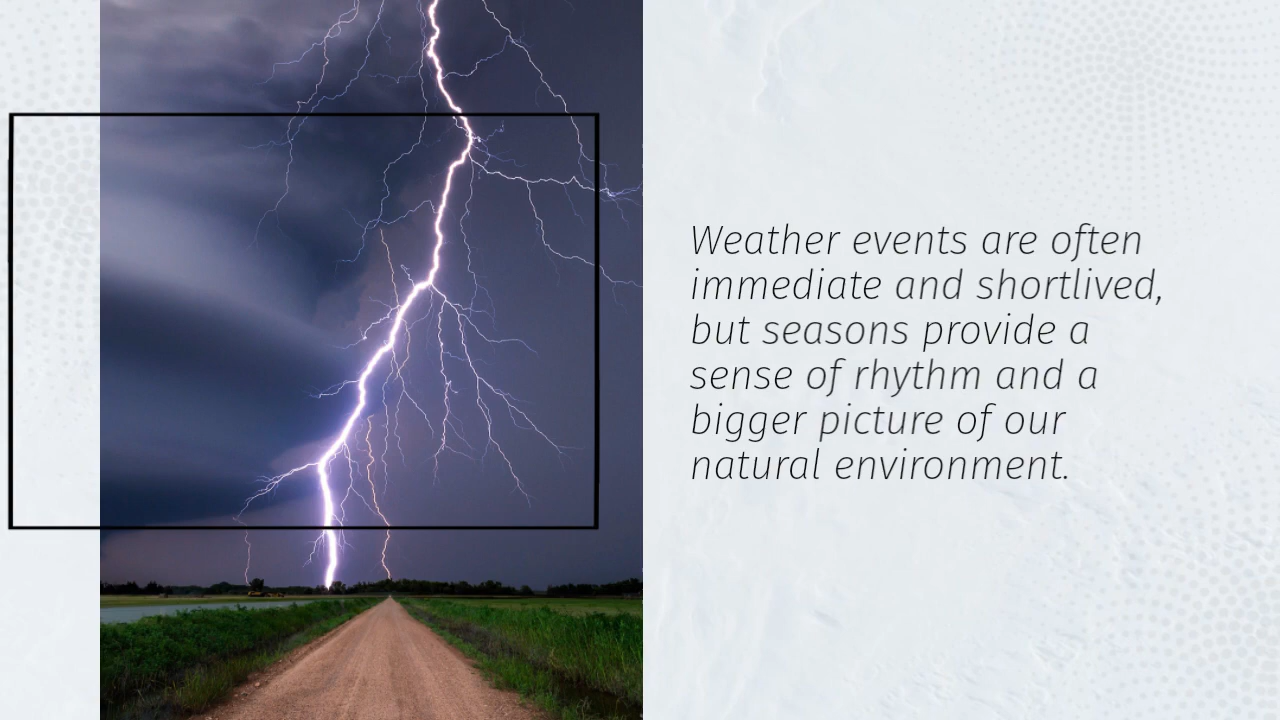 Weather events are often
immediate and shortlived,
but seasons provide a
sense of rhythm and a
bigger picture of our
natural environment.